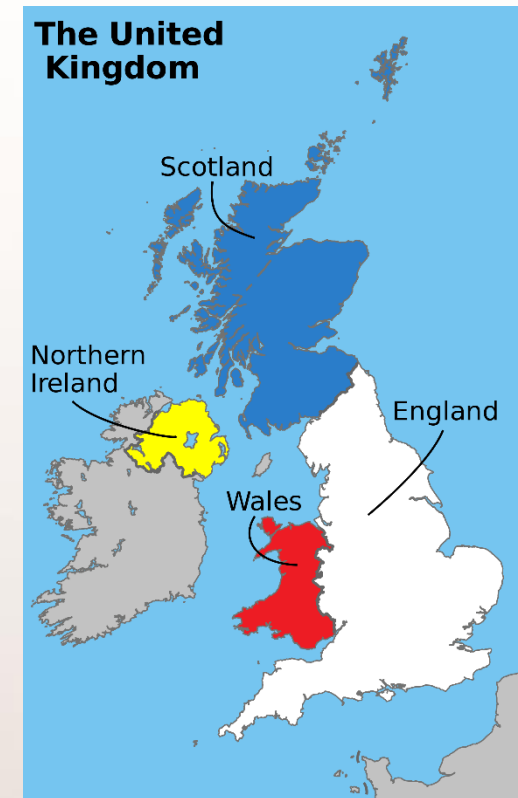 The United
Kingdom
Scotland
Northern
Ireland
England
Wales